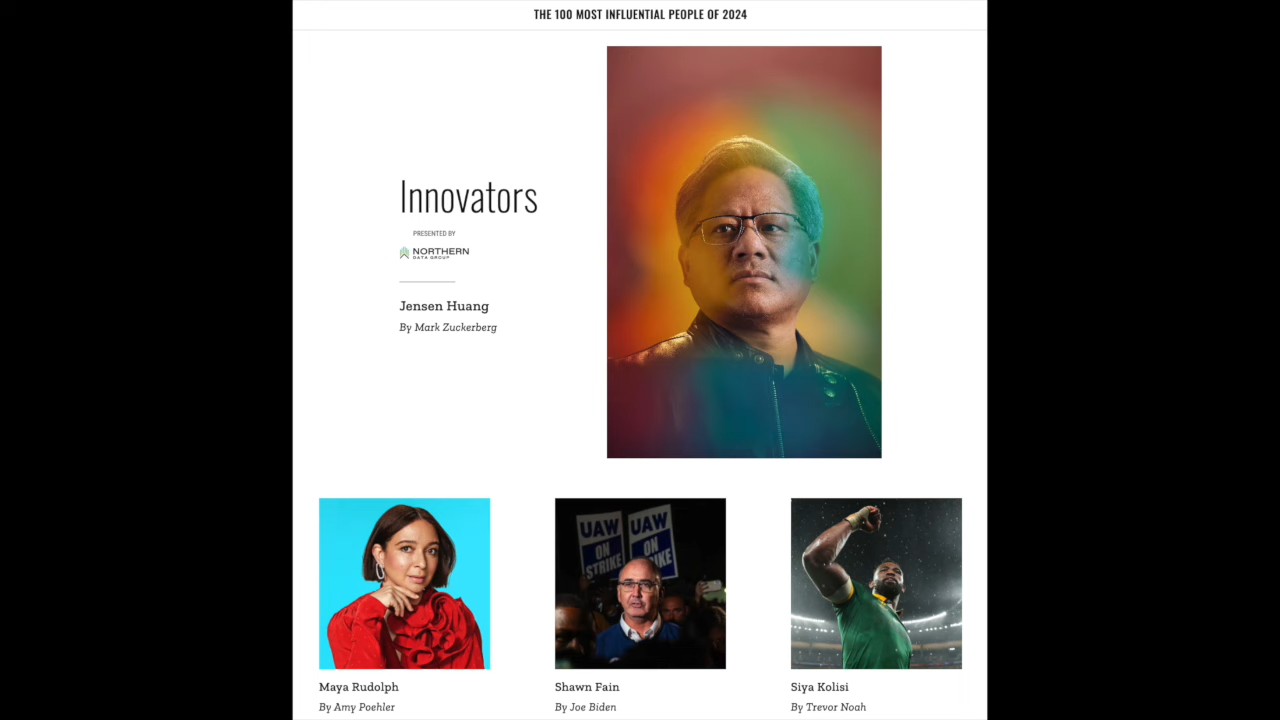 THE 100 MOST INFLUENTIAL PEOPLE OF 2024
Innovators
PRESENTED BY
NORTHERN
DATA GROUP
Jensen Huang
By Mark Zuckerberg
UAW ON STRIKE
UAW ON STRIKE
Maya Rudolph
By Amy Poehler
Shawn Fain
By Joe Biden
Siya Kolisi
By Trevor Noah